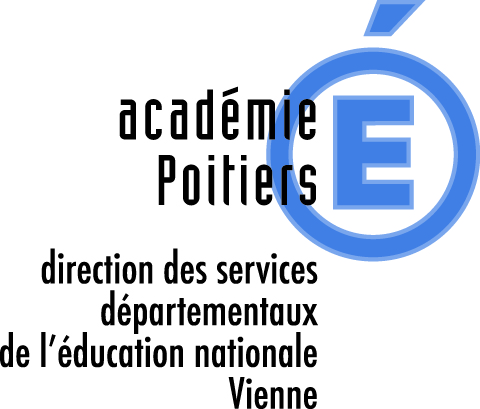 académie
Poitiers
É
direction des services
départementaux
de l'éducation nationale
Vienne